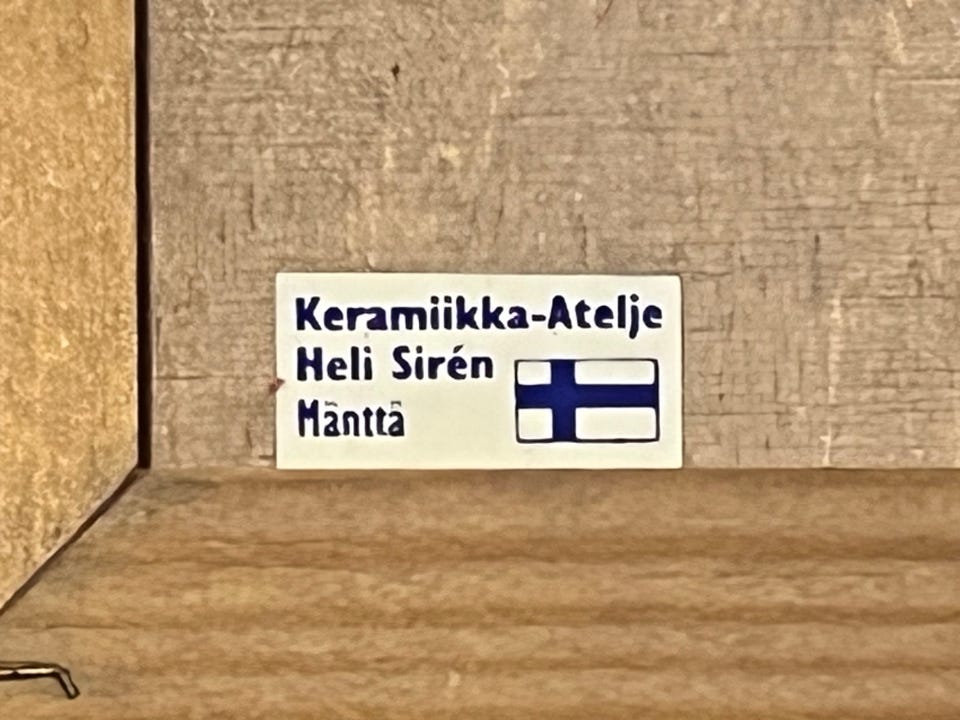 Keramiikka-Atelje
Heli Sirén
Mänttä